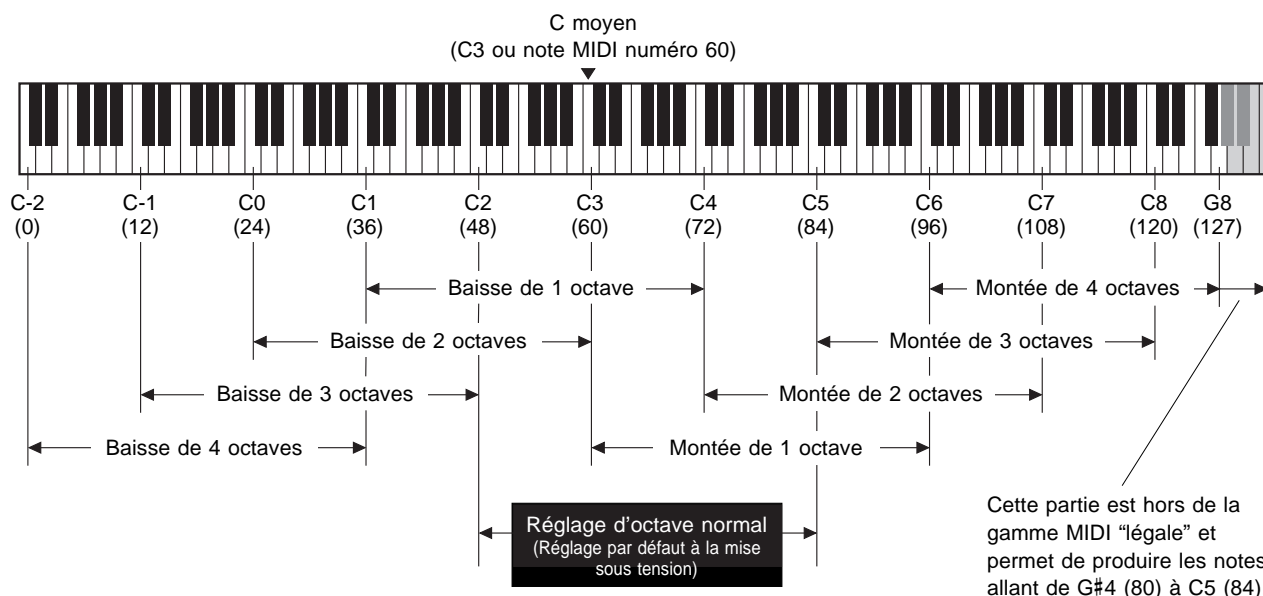 C moyen
(C3 ou note MIDI numéro 60)
C-2 C-1 C0 C1 C2 C3 C4 C5 C6 C7 C8 G8
(0) (12) (24) (36) (48) (60) (72) (84) (96) (108) (120) (127)
Baisse de 1 octave Montée de 4 octaves
Baisse de 2 octaves Montée de 3 octaves
Baisse de 3 octaves Montée de 2 octaves
Baisse de 4 octaves Montée de 1 octave
Réglage d'octave normal
(Réglage par défaut à la mise
sous tension)
Cette partie est hors de la
gamme MIDI “légale” et
permet de produire les notes
allant de G#4 (80) à C5 (84)